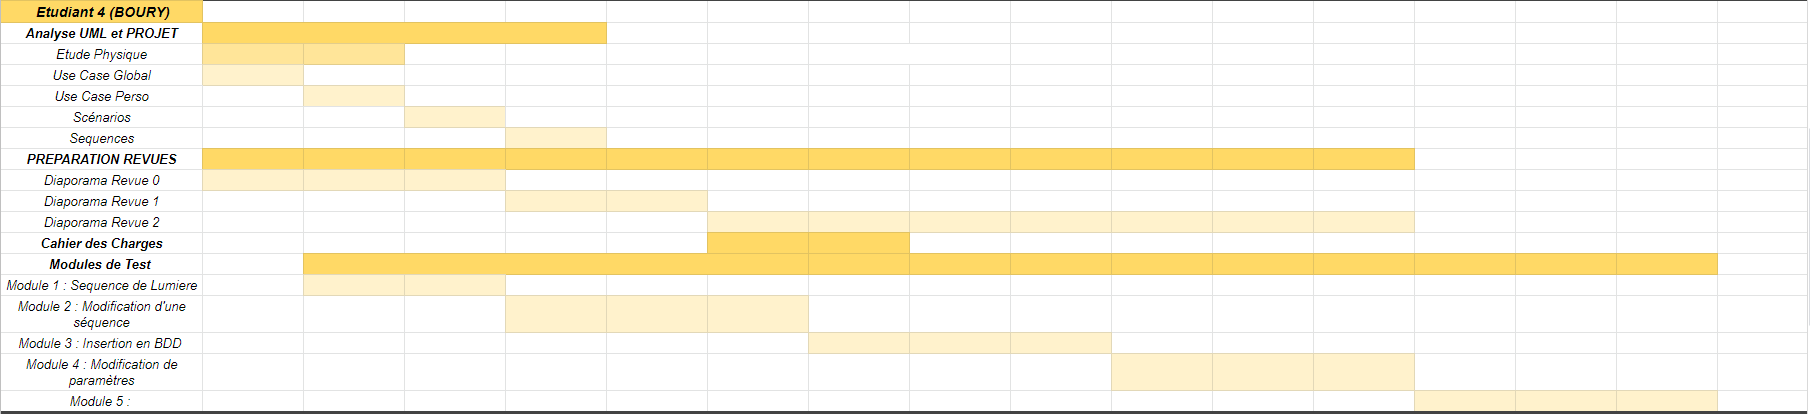 Etudiant 4 (BOURY)
Analyse UML et PROJET
Etude Physique
Use Case Global
Use Case Perso
Scénarios
Sequences
PREPARATION REVUES
Diaporama Revue 0
Diaporama Revue 1
Diaporama Revue 2
Cahier des Charges
Modules de Test
Module 1 : Sequence de Lumiere
Module 2 : Modification d'une
séquence
Module 3 : Insertion en BDD
Module 4 : Modification de
paramètres
Module 5 :